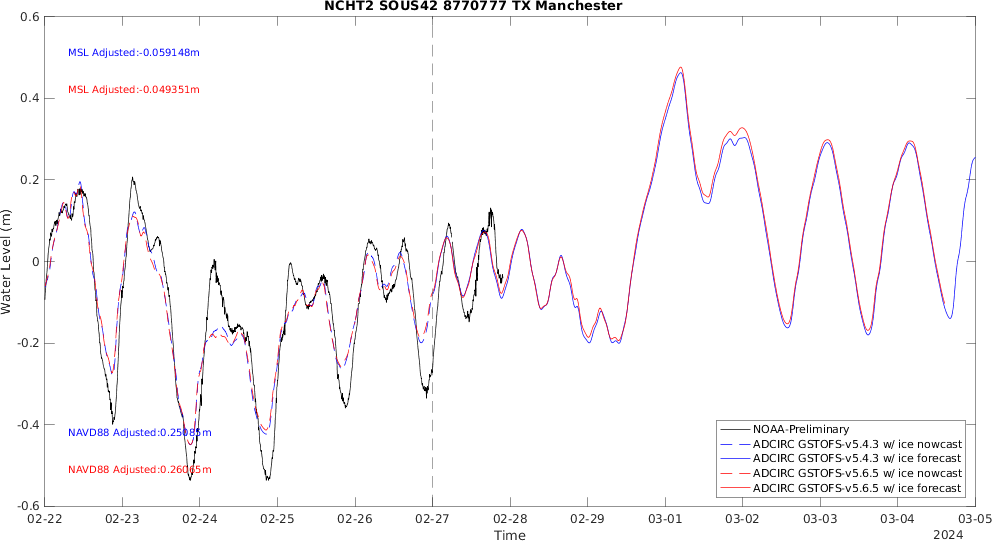 NCHT2 SOUS42 8770777 TX Manchester
0.6
MSL Adjusted:-0.059148m
0.4
MSL Adjusted:-0.049351m
0.2
0
-0.2
-0.4
NAVD88 Adjusted:0.25085m
NAVD88 Adjusted:0.26065m
-0.6
Water Level (m)
NOAA-Preliminary
ADCIRC GSTOFS-v5.4.3 w/ ice nowcast
ADCIRC GSTOFS-v5.4.3 w/ ice forecast
ADCIRC GSTOFS-v5.6.5 w/ ice nowcast
ADCIRC GSTOFS-v5.6.5 w/ ice forecast
02-22 02-23 02-24 02-25 02-26 02-27 02-28 02-29 03-01 03-02 03-03 03-04 03-05
Time
2024